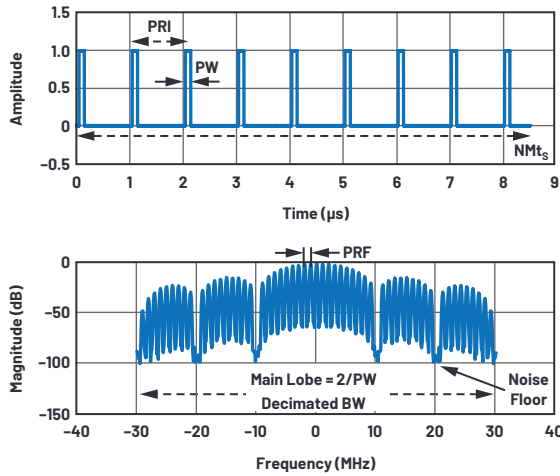 1.5
PRI
1.0
PW
0.5
0
–0.5
NMtS
Amplitude
0 1 2 3 4 5 6 7 8 9
Time (µs)
PRF
0
–50
–100
–150
Magnitude (dB)
Main Lobe = 2/PW
Decimated BW
Noise
Floor
–40 –30 –20 –10 0 10 20 30 40
Frequency (MHz)